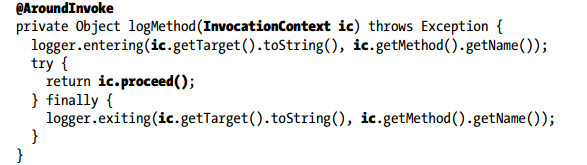 @AroundInvoke
private Object logMethod(InvocationContext ic) throws Exception {
  logger.entering(ic.getTarget().toString(), ic.getMethod().getName());
  try {
    return ic.proceed();
  } finally {
    logger.exiting(ic.getTarget().toString(), ic.getMethod().getName());
  }
}